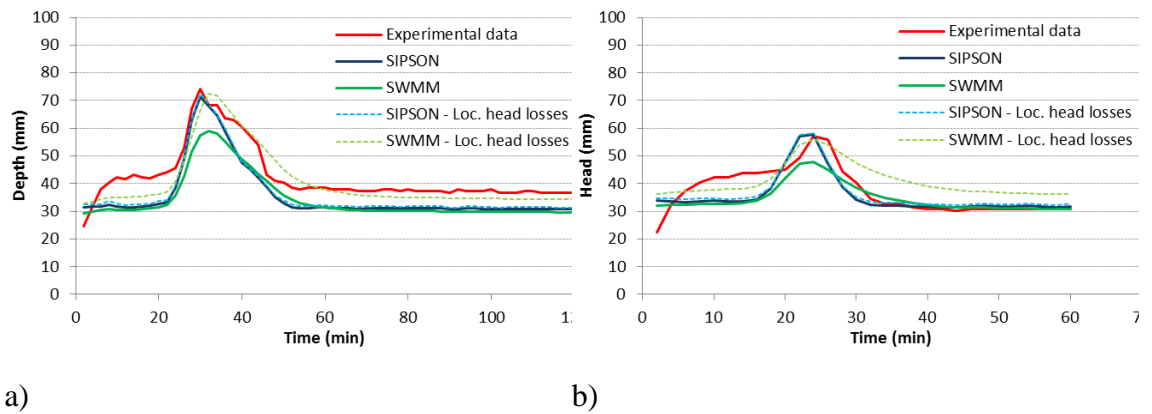 100
90
80
70
60
50
40
30
20
10
0
Depth (mm)
0 20 40 60 80 100 12
Time (min)
Experimental data
SIPSON
SWMM
SIPSON - Loc. head losses
SWMM - Loc. head losses
a)
100
90
80
70
60
50
40
30
20
10
0
Head (mm)
0 10 20 30 40 50 60 7
Time (min)
Experimental data
SIPSON
SWMM
SIPSON - Loc. head losses
SWMM - Loc. head losses
b)